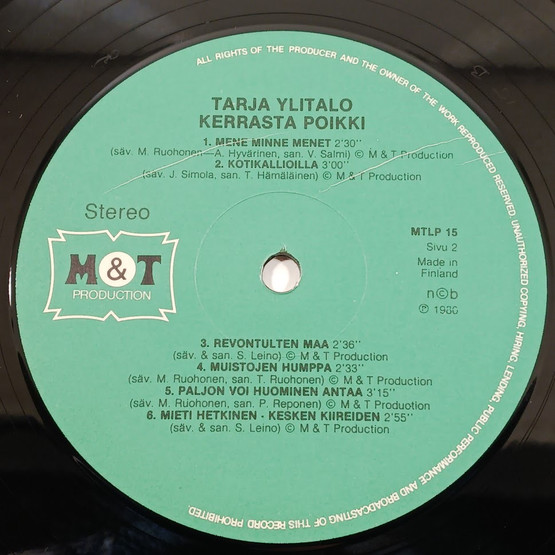 ALL RIGHTS OF THE PRODUCER AND THE OWNER OF THE WORK REPRODUCED RESERVED. UNAUTHORIZED COPYING, HIRING, LENDING, PUBLIC PERFORMANCE AND BROADCASTING OF THIS RECORD PROHIBITED
TARJA YLITALO
KERRASTA POIKKI
1. MENE MINNE MENET 2'30''
(säv. M. Ruohonen—A. Hyvärinen, san. V. Salmi) © M & T Production
2. KOTIKALLIOILLA 3'00''
(säv. J. Simola, san. T. Hämäläinen) © M & T Production
Stereo
M&T
PRODUCTION
MTLP 15
Sivu 2
Made in
Finland
n©b
℗ 1986
3. REVONTULTEN MAA 2'36''
(säv. & san. S. Leino) © M & T Production
4. MUISTOJEN HUMPPA 2'33''
(säv. M. Ruohonen, san. T. Ruohonen) © M & T Production
5. PALJON VOI HUOMINEN ANTAA 3'15''
(säv. M. Ruohonen, san. P. Reponen) © M & T Production
6. MIETI HETKINEN - KESKEN KIIREIDEN 2'55''
(säv. & san. S. Leino) © M & T Production